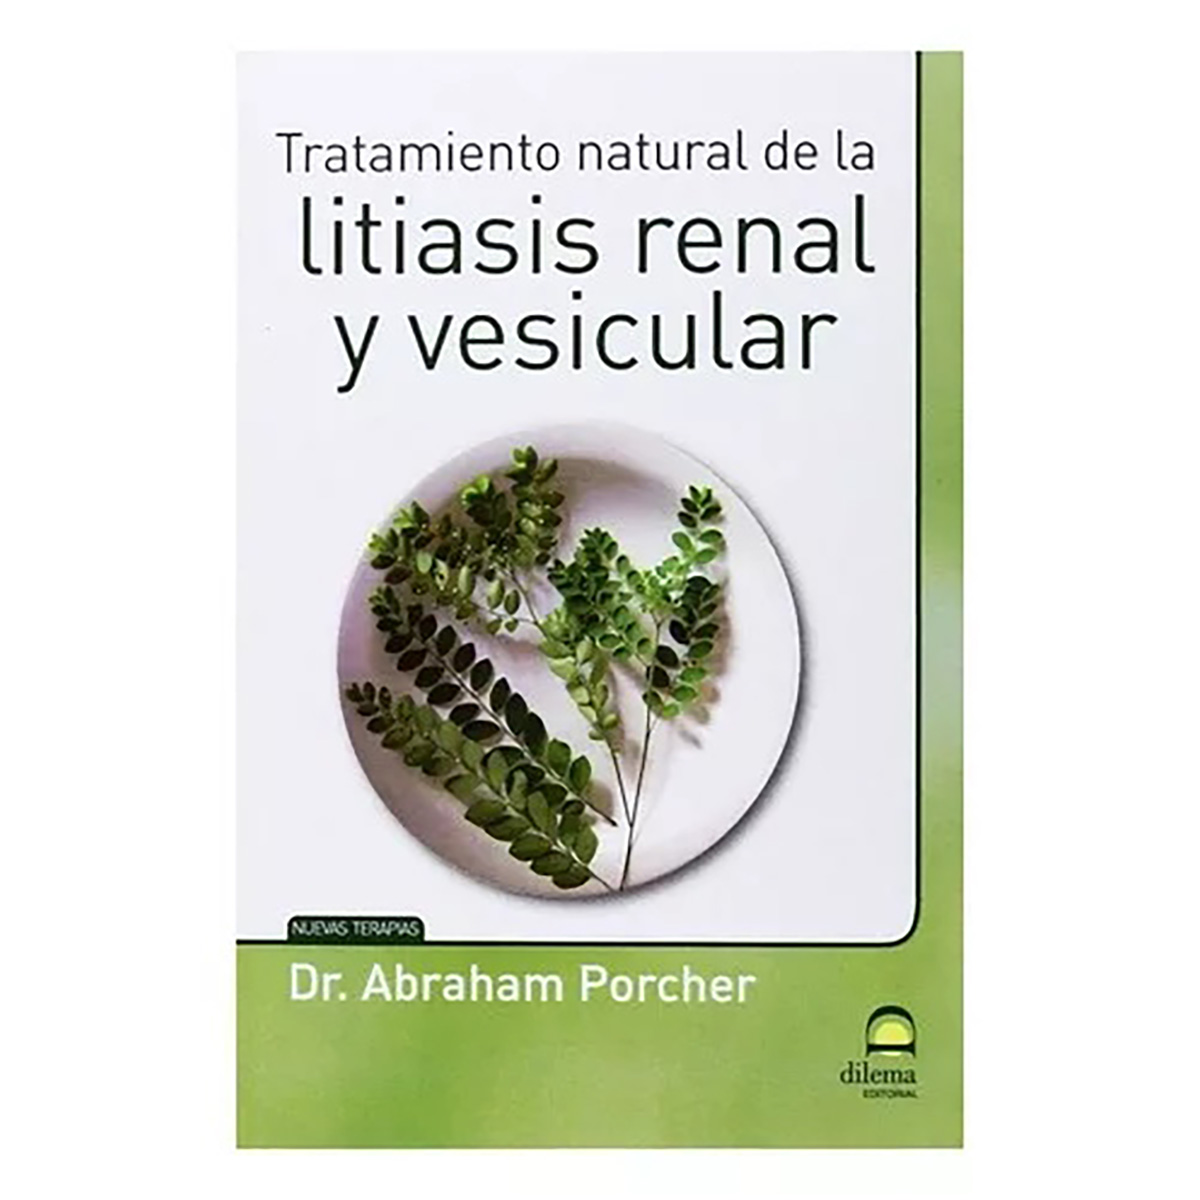 Tratamiento natural de la
litiasis renal
y vesicular
NUEVAS TERAPIAS
Dr. Abraham Porcher
dilema
EDITORIAL